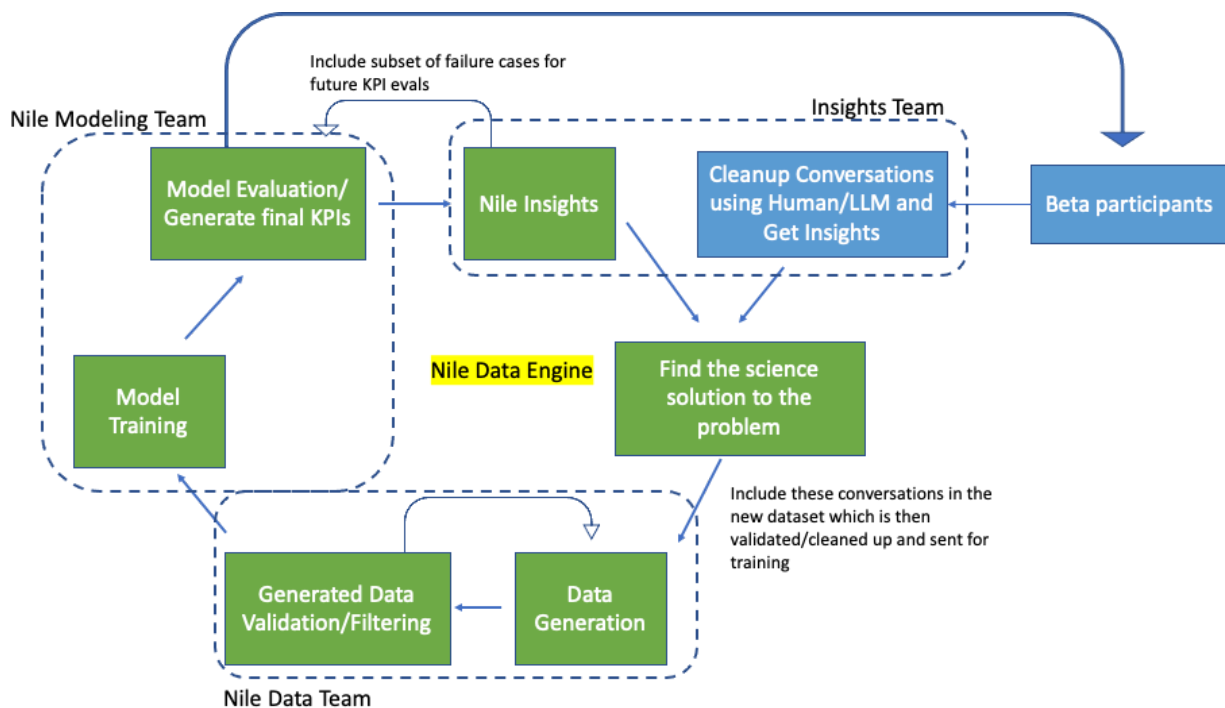 Include subset of failure cases for
future KPI evals
Nile Modeling Team
Insights Team
Model Evaluation/
Generate final KPIs
Nile Insights
Cleanup Conversations
using Human/LLM and
Get Insights
Beta participants
Model
Training
Nile Data Engine
Find the science
solution to the
problem
Include these conversations in the
new dataset which is then
validated/cleaned up and sent for
training
Generated Data
Validation/Filtering
Data
Generation
Nile Data Team